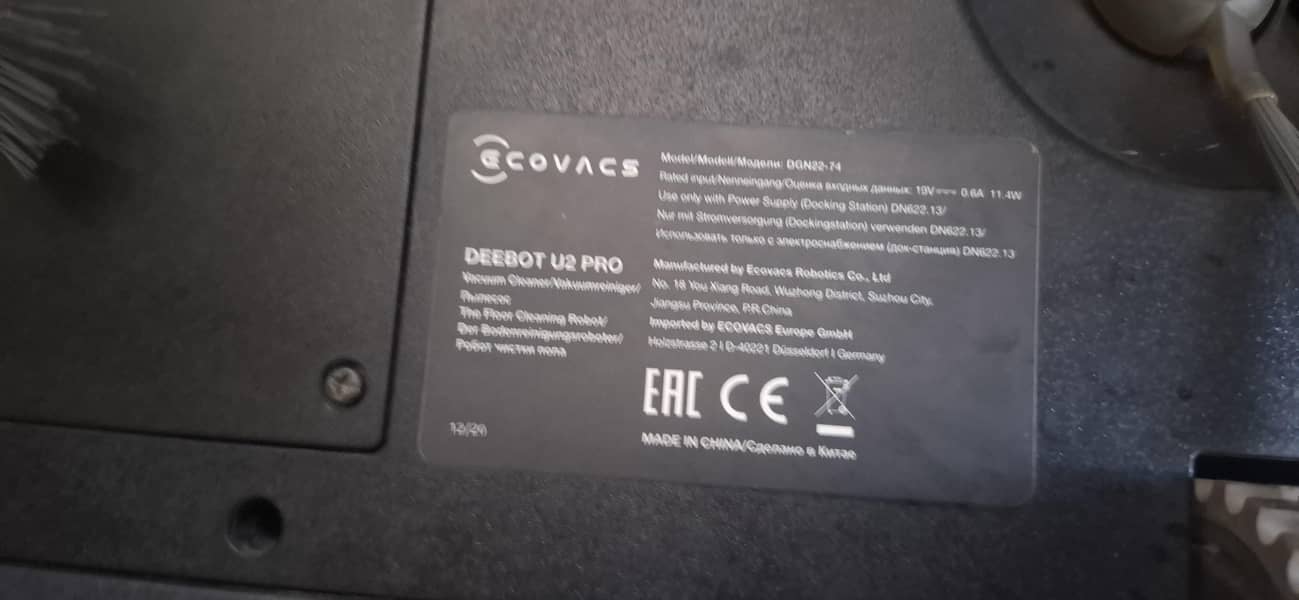 ECOVACS
Model/Modell/Модели: DGN22-74
Rated input/Nenneingang/Оценка входных данных: 19V⎓ 0.6A 11.4W
Use only with Power Supply (Docking Station) DN622.13/
Nur mit Stromversorgung (Dockingstation) verwenden DN622.13/
Использовать только с электроснабжением (док-станция) DN622.13
DEEBOT U2 PRO
Vacuum Cleaner/Vakuumreiniger/
Пылесос
The Floor Cleaning Robot/
Der Bodenreinigungsroboter/
Робот чистки пола
Manufactured by Ecovacs Robotics Co., Ltd
No. 18 You Xiang Road, Wuzhong District, Suzhou City,
Jiangsu Province, P.R.China
Imported by ECOVACS Europe GmbH
Holzstrasse 2 I D-40221 Düsseldorf I Germany
EAC CE
12/20
MADE IN CHINA/Сделано в Китае